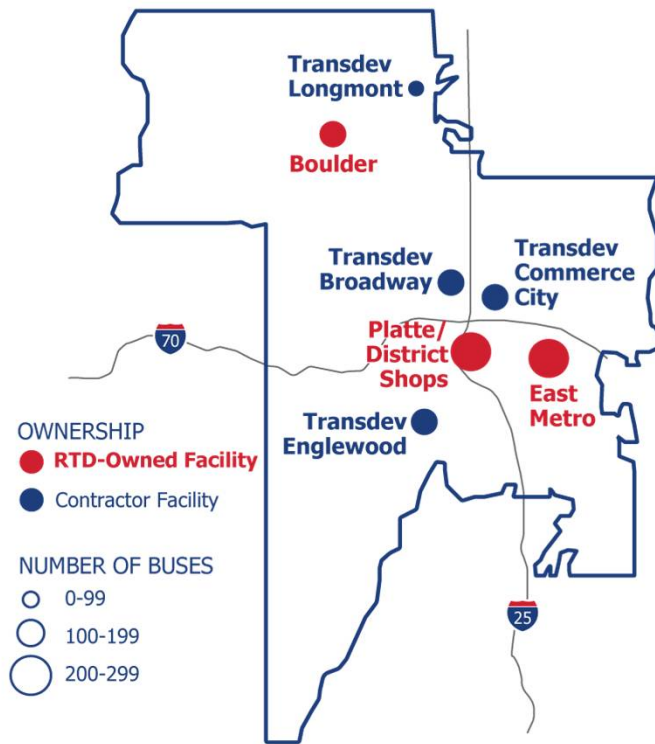 Transdev
Longmont
Boulder
Transdev
Broadway
Transdev
Commerce
City
70
Platte/
District
Shops
East
Metro
Transdev
Englewood
OWNERSHIP
RTD-Owned Facility
Contractor Facility
NUMBER OF BUSES
0-99
100-199
200-299
25